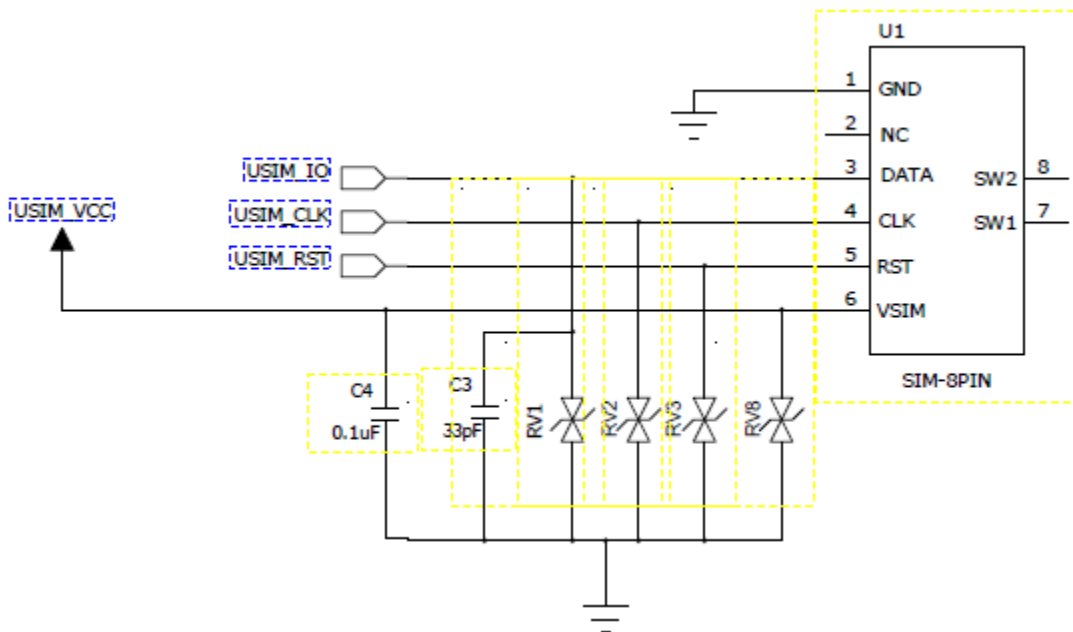 U1
1 GND
2 NC
USIM_IO 3 DATA SW2 8
USIM_VCC USIM_CLK 4 CLK SW1 7
USIM_RST 5 RST
6 VSIM
SIM-8PIN
C4 C3
0.1uF 33pF RV1 RV2 RV3 RV8